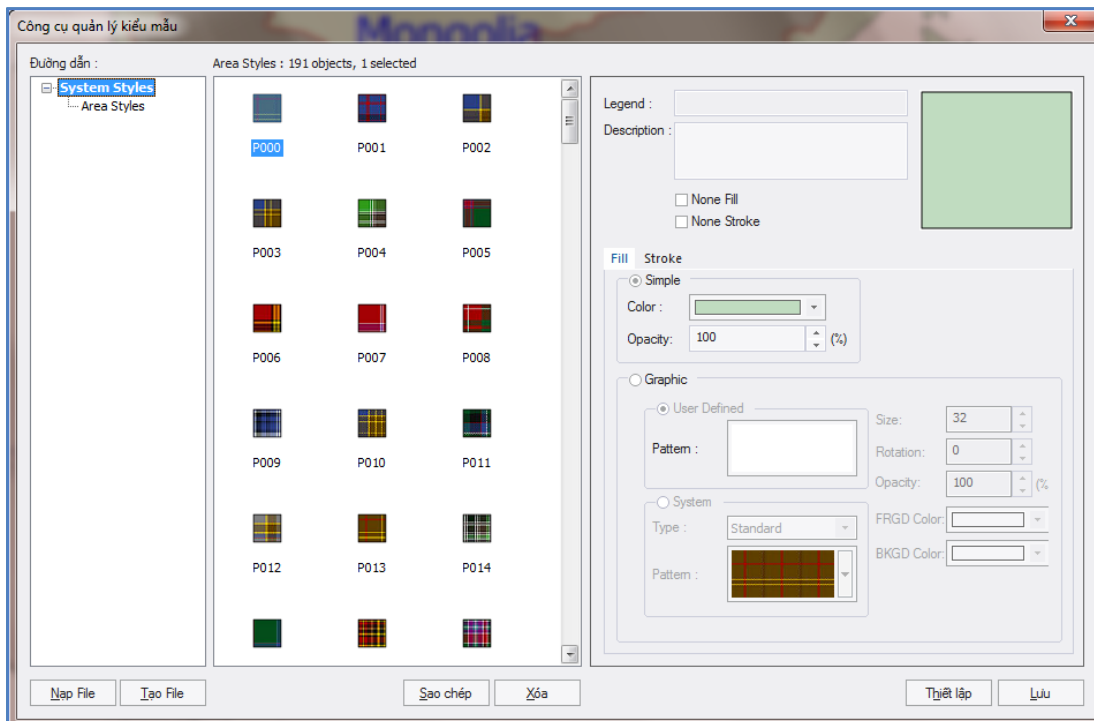 Công cụ quản lý kiểu mẫu
Mongolia
x
Đường dẫn :
Area Styles : 191 objects, 1 selected
System Styles
Area Styles
P000 P001 P002
P003 P004 P005
P006 P007 P008
P009 P010 P011
P012 P013 P014
Legend :
Description :
None Fill
None Stroke
Fill Stroke
Simple
Color :
Opacity: 100 (%)
Graphic
User Defined
Pattern :
Size: 32
Rotation: 0
Opacity: 100 (%
System
Type : Standard
Pattern :
FRGD Color:
BKGD Color:
Nạp File Tạo File Sao chép Xóa Thiết lập Lưu